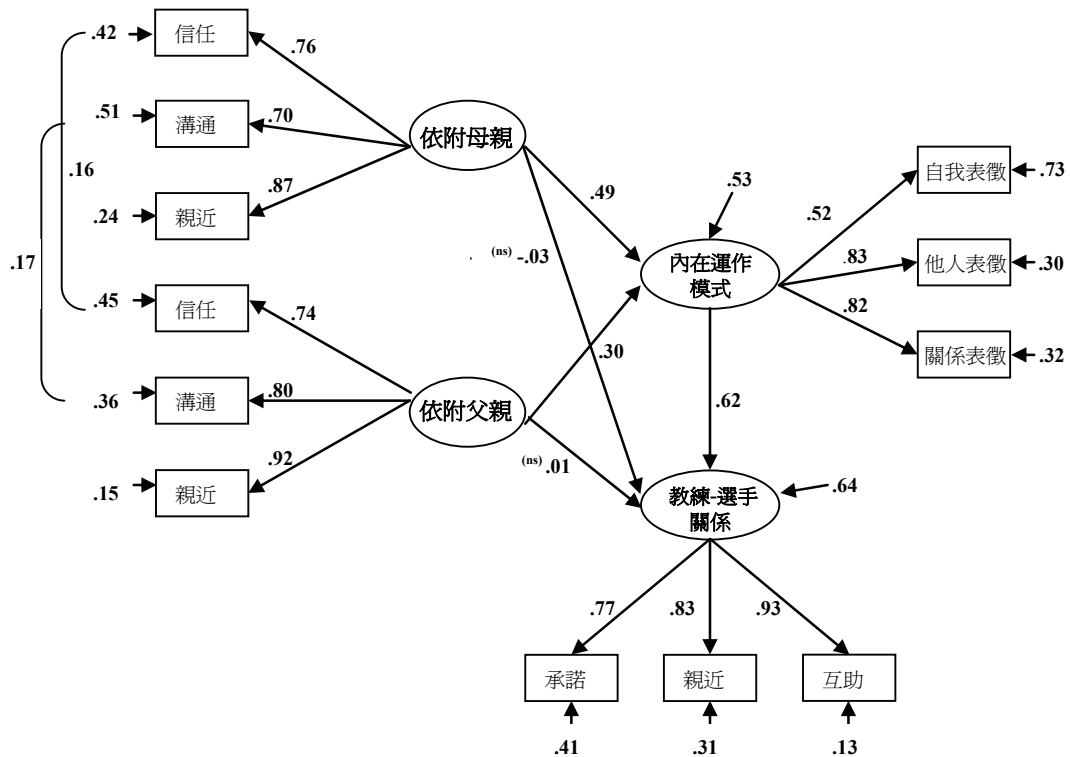 .42
信任
.76
.51
溝通
.70
依附母親
.16
.87
.24
親近
.49
.53
自我表徵
.73
.52
.17
(ns) -.03
內在運作
模式
.83
他人表徵
.30
.45
信任
.74
.82
.30
關係表徵
.32
.36
溝通
.80
依附父親
.62
.92
(ns) .01
.15
親近
教練-選手
關係
.64
.77
.83
.93
承諾
親近
互助
.41
.31
.13